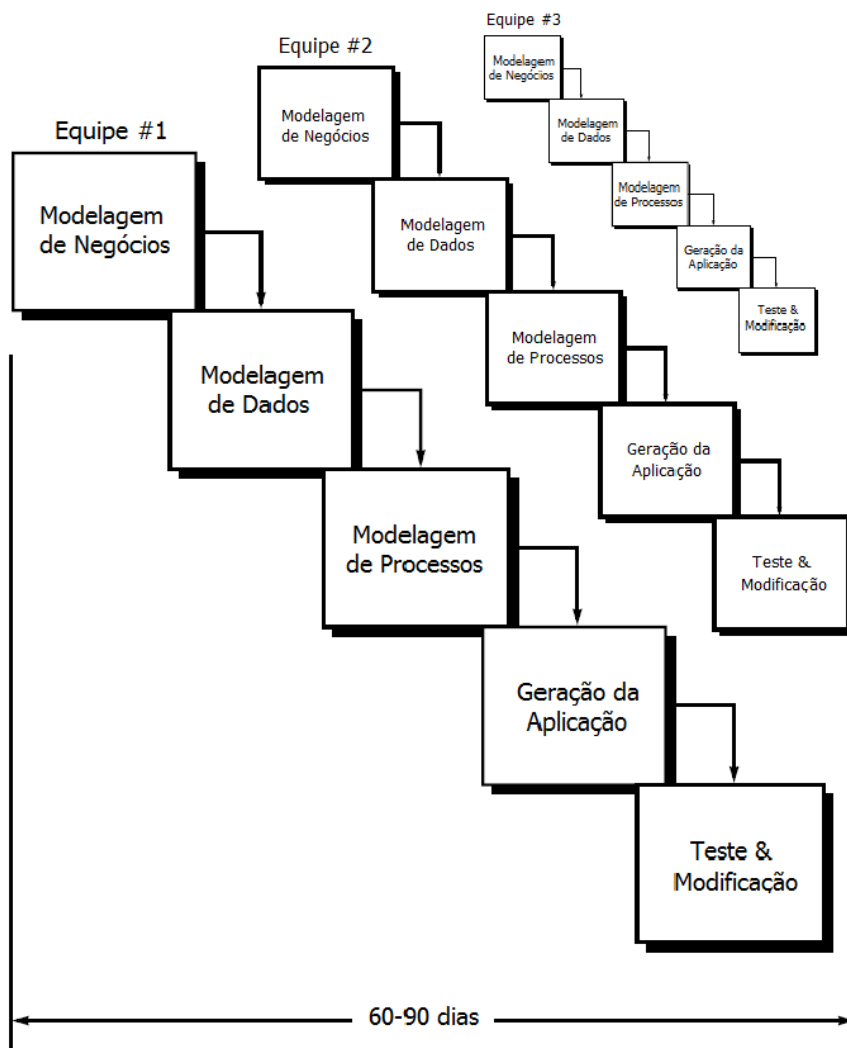 Equipe #1
Modelagem
de Negócios
Modelagem
de Dados
Modelagem
de Processos
Geração da
Aplicação
Teste &
Modificação
Equipe #2
Modelagem
de Negócios
Modelagem
de Dados
Modelagem
de Processos
Geração da
Aplicação
Teste &
Modificação
Equipe #3
Modelagem
de Negócios
Modelagem
de Dados
Modelagem
de Processos
Geração da
Aplicação
Teste &
Modificação
60-90 dias